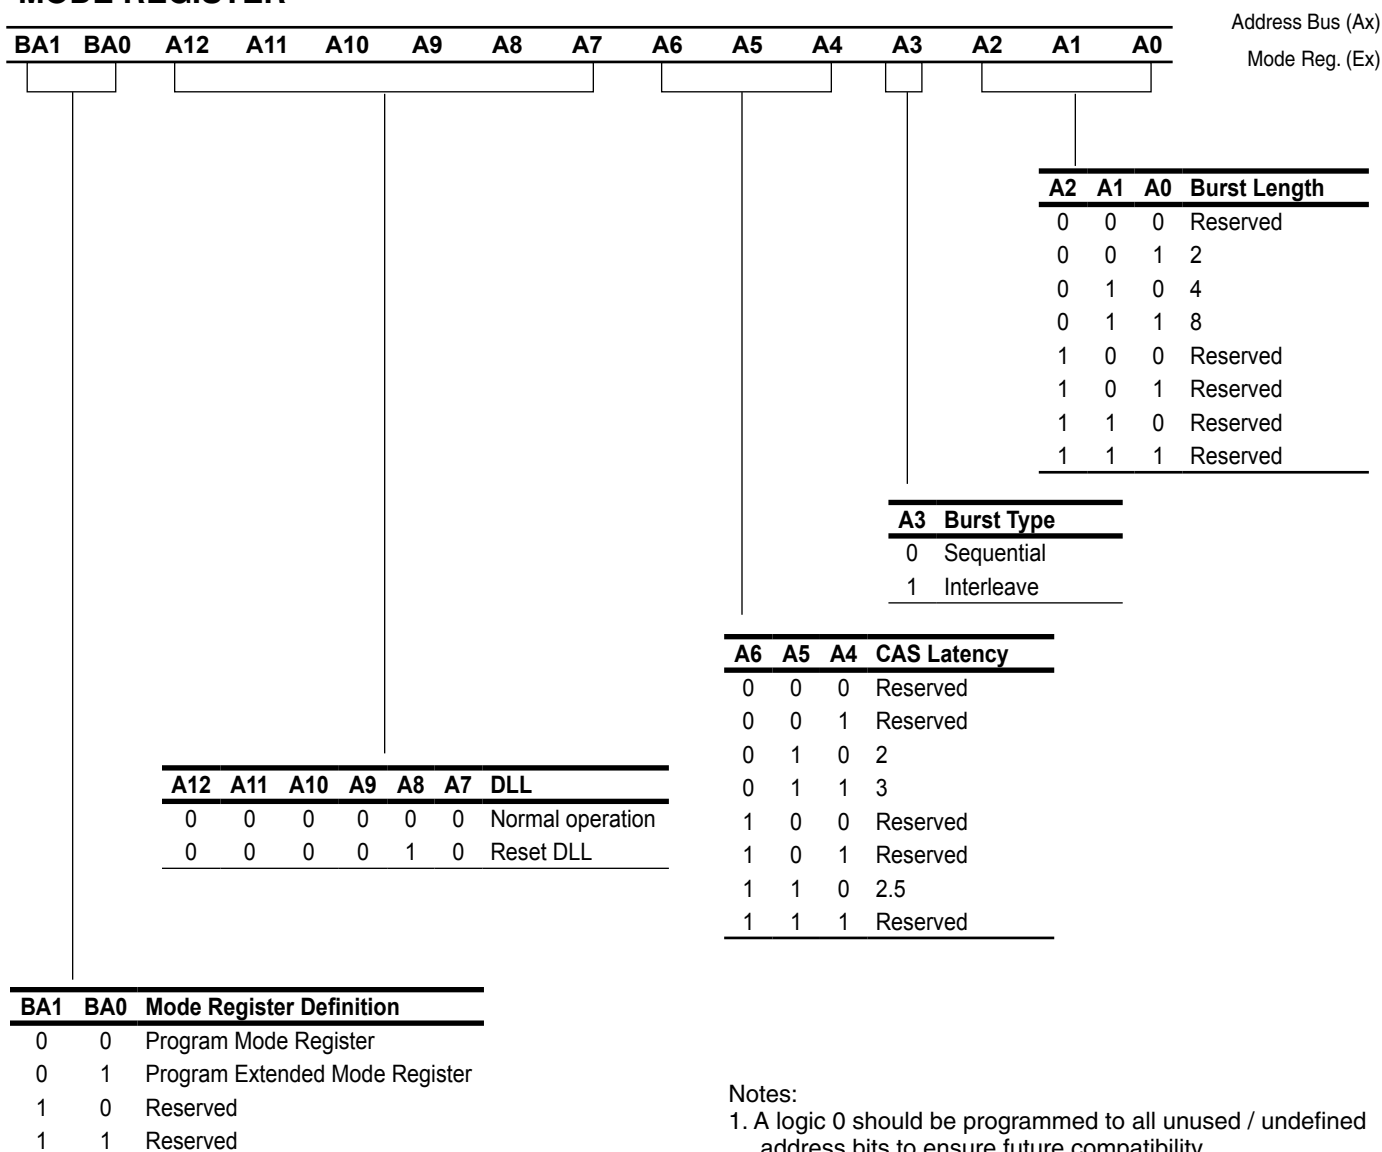 MODE REGISTER
Address Bus (Ax)
BA1 BA0 A12 A11 A10 A9 A8 A7 A6 A5 A4 A3 A2 A1 A0
Mode Reg. (Ex)
A2 A1 A0 Burst Length
0 0 0 Reserved
0 0 1 2
0 1 0 4
0 1 1 8
1 0 0 Reserved
1 0 1 Reserved
1 1 0 Reserved
1 1 1 Reserved
A3 Burst Type
0 Sequential
1 Interleave
A6 A5 A4 CAS Latency
0 0 0 Reserved
0 0 1 Reserved
0 1 0 2
0 1 1 3
1 0 0 Reserved
1 0 1 Reserved
1 1 0 2.5
1 1 1 Reserved
A12 A11 A10 A9 A8 A7 DLL
0 0 0 0 0 0 Normal operation
0 0 0 0 1 0 Reset DLL
BA1 BA0 Mode Register Definition
0 0 Program Mode Register
0 1 Program Extended Mode Register
1 0 Reserved
1 1 Reserved
Notes:
1. A logic 0 should be programmed to all unused / undefined
address bits to ensure future compatibility